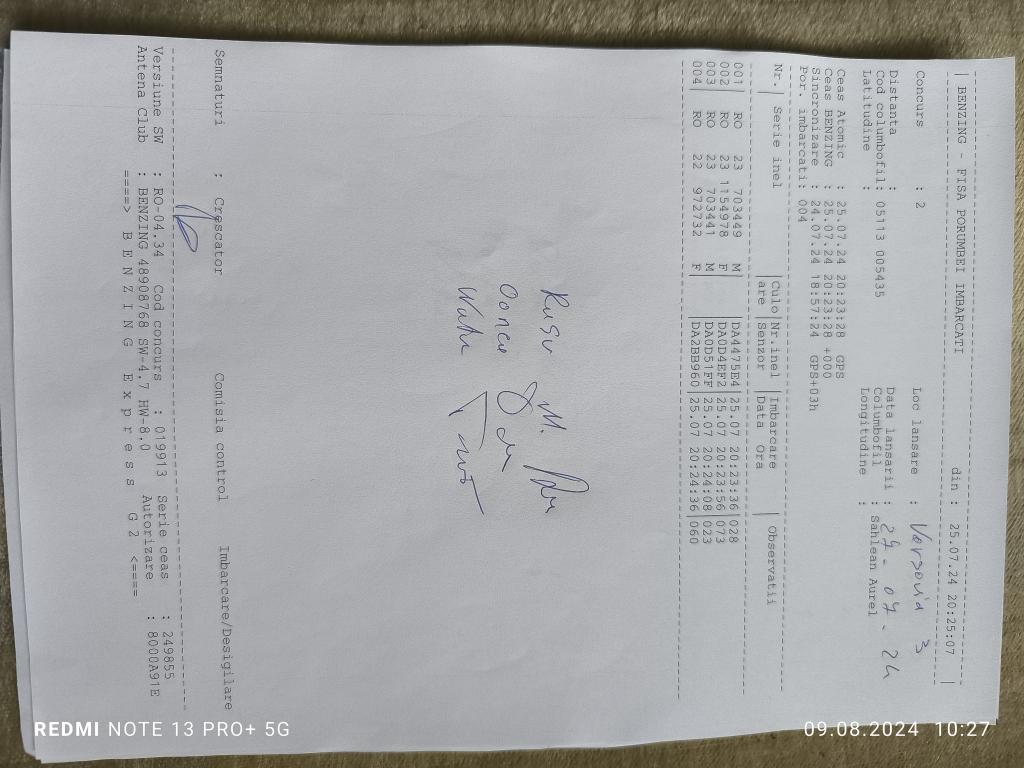 | BENZING - FISA PORUMBEI IMBARCATI din : 25.07.24 20:25:07 |
Concurs : 2 Loc lansare : Varsovia 3
Distanta : Data lansarii : 27-07-24
Cod columbofil: 05113 005435 Columbofil : Sahlean Aurel
Latitudine : Longitudine :
Ceas Atomic : 25.07.24 20:23:28 GPS
Ceas BENZING : 25.07.24 20:23:28 +000
Sincronizare : 24.07.24 18:57:24 GPS+03h
Por. imbarcati: 004
Nr.| Serie inel |Culo|Nr.inel |Imbarcare | Observatii
|are |Senzor |Data Ora |
001| RO 23 703449 M| |DA4475E4|25.07 20:23:36|028
002| RO 23 1154978 F| |DA0D4EF2|25.07 20:23:56|073
003| RO 23 703441 M| |DA0D51FF|25.07 20:24:08|023
004| RO 22 972732 F| |DA2BB960|25.07 20:24:36|060
Rusu M.
Semnaturi : Crescator Comisia control Imbarcare/Desigilare
Versiune SW : RO-04.34 Cod concurs : 019913 Serie ceas : 249855
Antena Club : BENZING 48908768 SW-4.7 HW-8.0 Autorizare : 8000A91E
====> B E N Z I N G E x p r e s s G 2 <====
REDMI NOTE 13 PRO+ 5G
09.08.2024 10:27